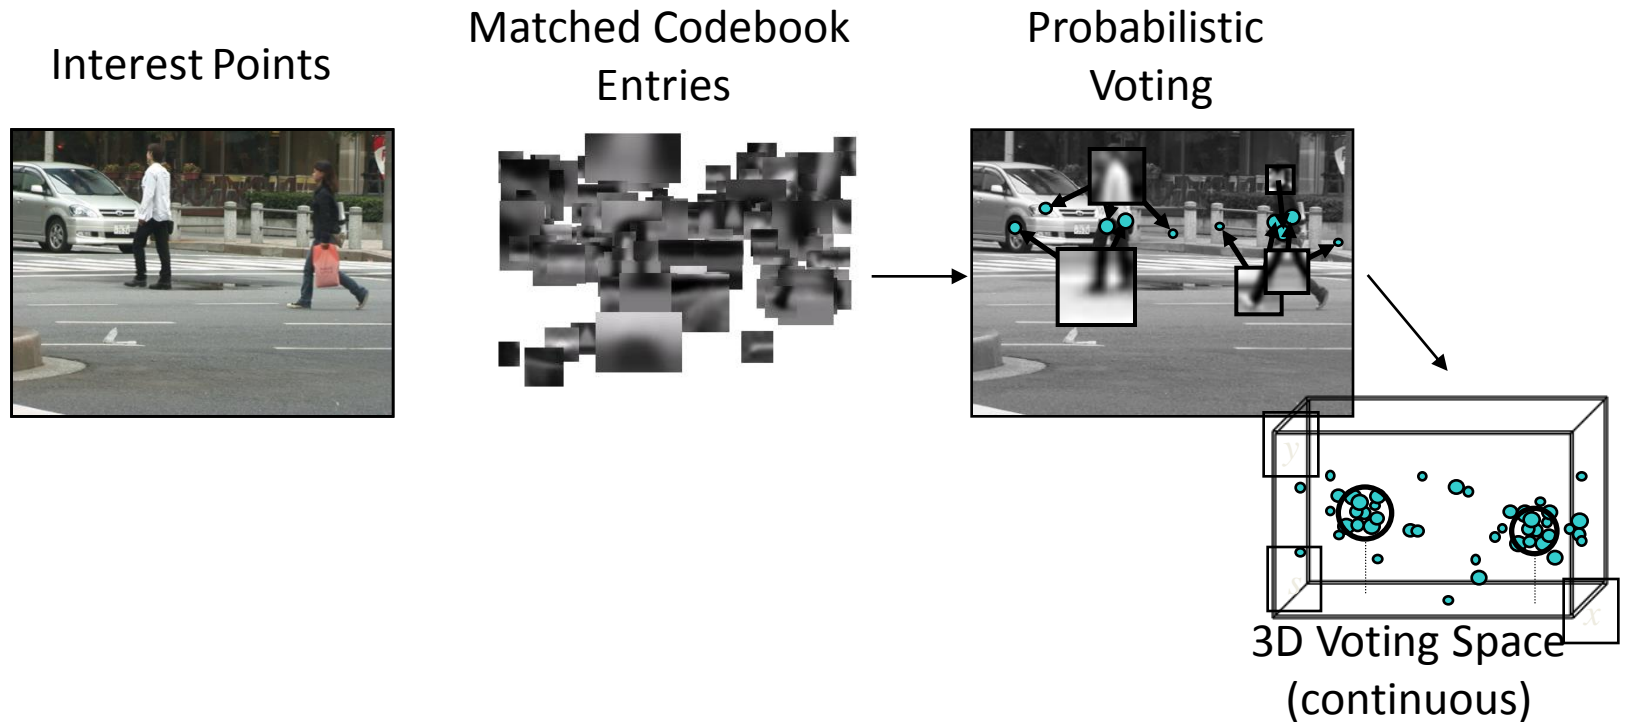 Interest Points
Matched Codebook
Entries
Probabilistic
Voting
y
s
x
3D Voting Space
(continuous)